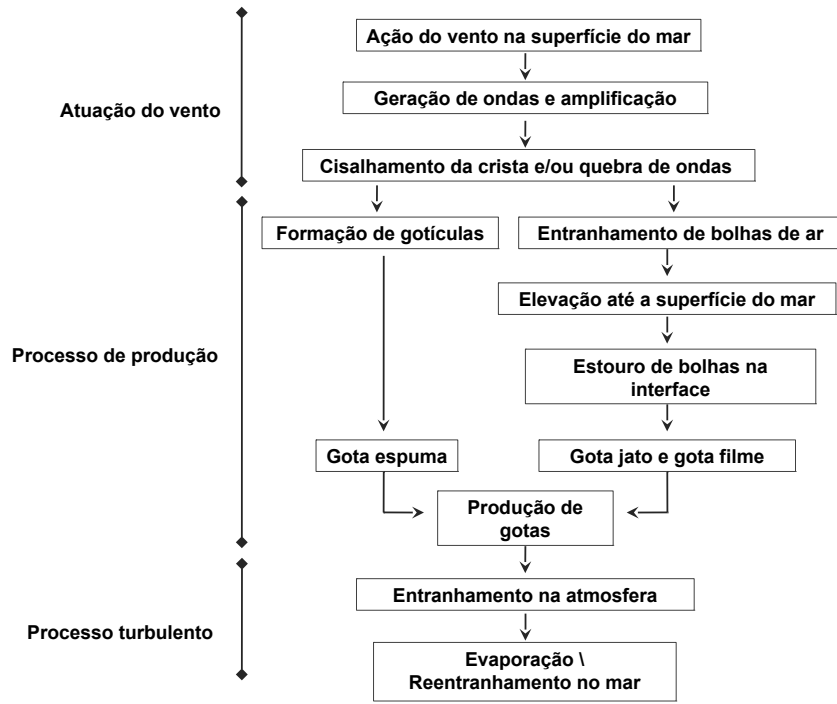 Ação do vento na superfície do mar
Geração de ondas e amplificação
Atuação do vento
Cisalhamento da crista e/ou quebra de ondas
Formação de gotículas
Entranhamento de bolhas de ar
Elevação até a superfície do mar
Processo de produção
Estouro de bolhas na
interface
Gota espuma
Gota jato e gota filme
Produção de
gotas
Entranhamento na atmosfera
Processo turbulento
Evaporação \
Reentranhamento no mar